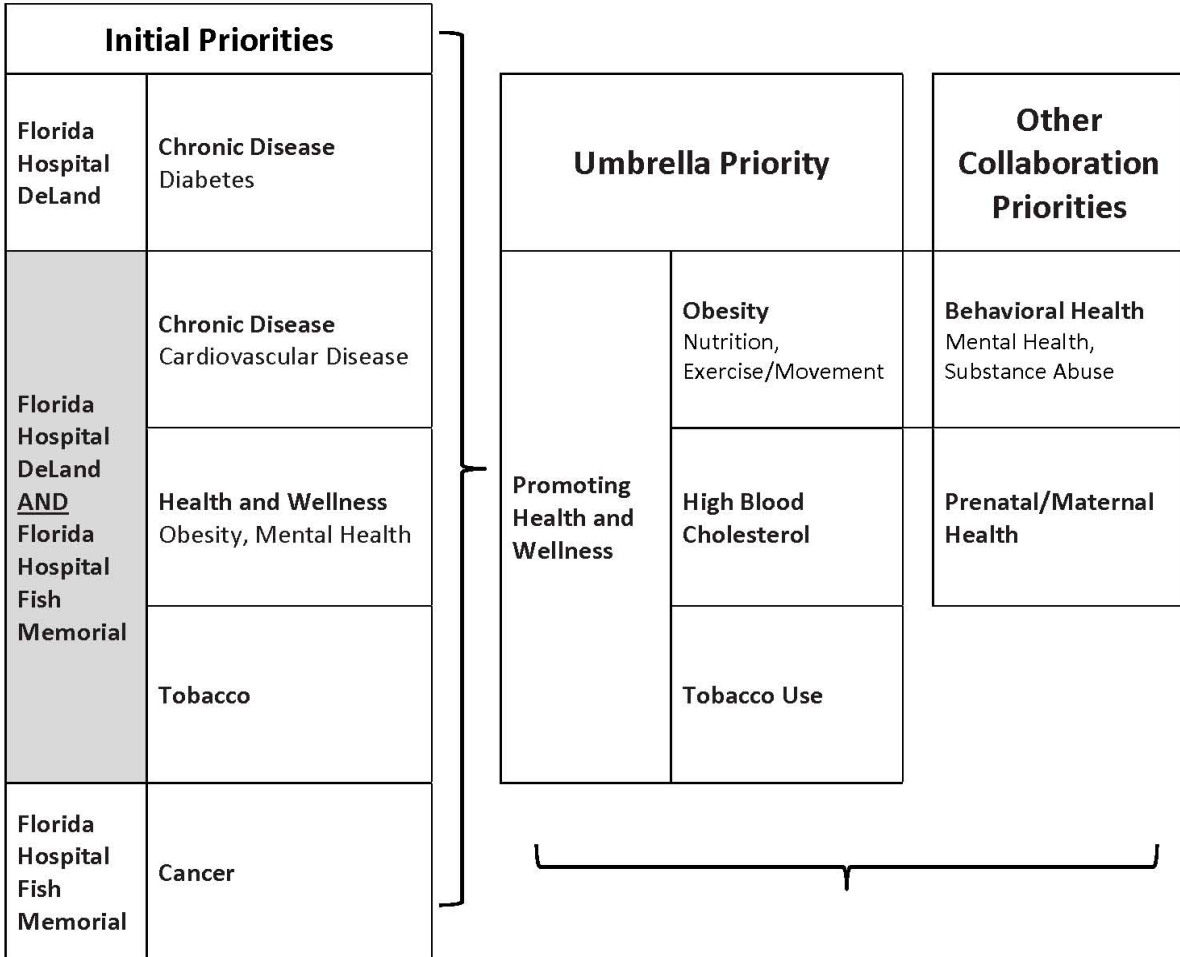 Initial Priorities
Florida
Hospital
DeLand
Chronic Disease
Diabetes
Florida
Hospital
DeLand
AND
Florida
Hospital
Fish
Memorial
Chronic Disease
Cardiovascular Disease
Health and Wellness
Obesity, Mental Health
Tobacco
Florida
Hospital
Fish
Memorial
Cancer
Umbrella Priority
Promoting
Health and
Wellness
Obesity
Nutrition,
Exercise/Movement
High Blood
Cholesterol
Tobacco Use
Other
Collaboration
Priorities
Behavioral Health
Mental Health,
Substance Abuse
Prenatal/Maternal
Health